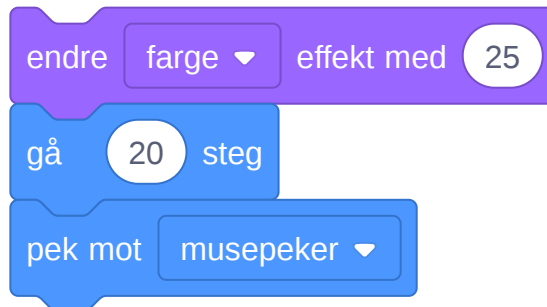 endre farge effekt med 25
gå 20 steg
pek mot musepeker